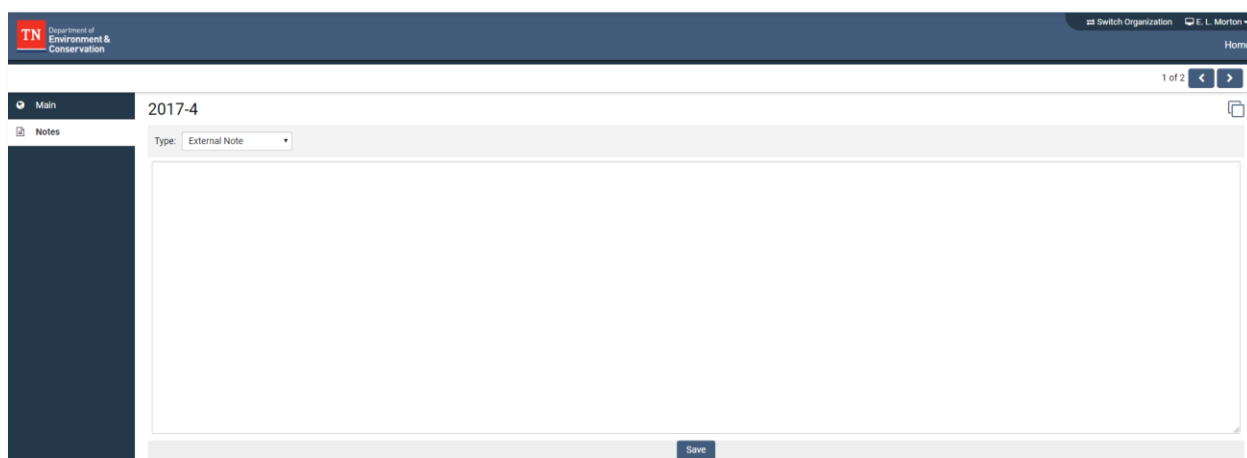 Switch Organization E. L. Morton
TN Department of
Environment &
Conservation
Home
1 of 2
Main
2017-4
Notes
Type: External Note
Save